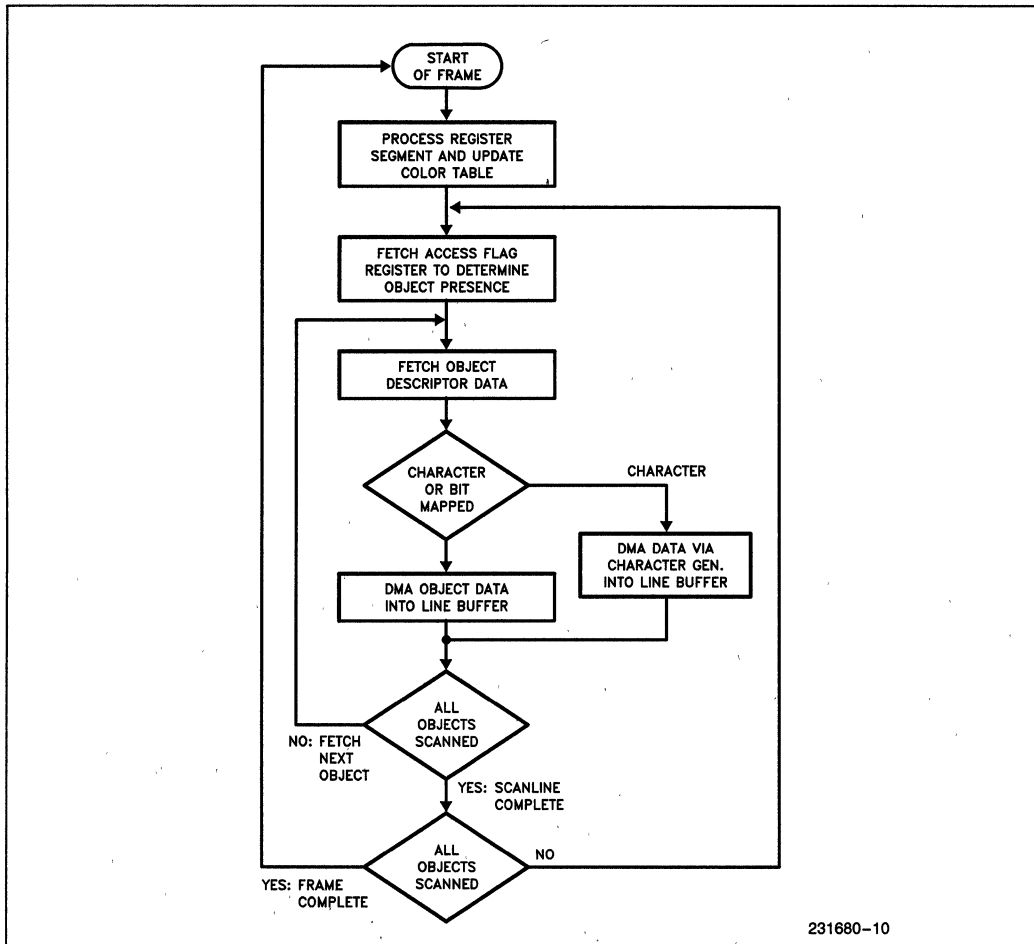 START
OF FRAME
PROCESS REGISTER
SEGMENT AND UPDATE
COLOR TABLE
FETCH ACCESS FLAG
REGISTER TO DETERMINE
OBJECT PRESENCE
FETCH OBJECT
DESCRIPTOR DATA
CHARACTER
OR BIT
MAPPED
CHARACTER
DMA DATA VIA
CHARACTER GEN.
INTO LINE BUFFER
DMA OBJECT DATA
INTO LINE BUFFER
ALL
OBJECTS
SCANNED
NO: FETCH
NEXT
OBJECT
YES: SCANLINE
COMPLETE
ALL
OBJECTS
SCANNED
NO
YES: FRAME
COMPLETE
231680-10